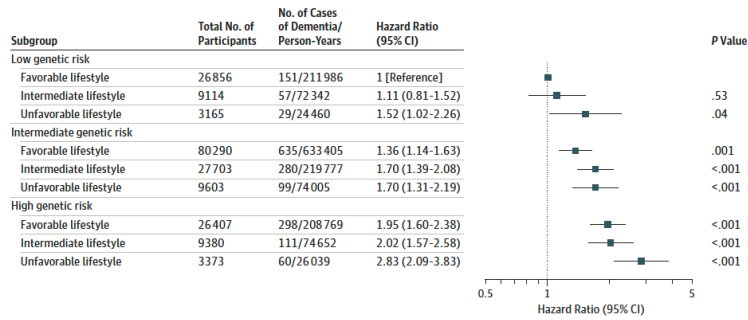 Subgroup Total No. of Participants No. of Cases of Dementia/ Person-Years Hazard Ratio (95% CI) P Value
Low genetic risk
Favorable lifestyle 26856 151/211986 1 [Reference]
Intermediate lifestyle 9114 57/72342 1.11 (0.81-1.52) .53
Unfavorable lifestyle 3165 29/24460 1.52 (1.02-2.26) .04
Intermediate genetic risk
Favorable lifestyle 80290 635/633405 1.36 (1.14-1.63) .001
Intermediate lifestyle 27703 280/219777 1.70 (1.39-2.08) <.001
Unfavorable lifestyle 9603 99/74005 1.70 (1.31-2.19) <.001
High genetic risk
Favorable lifestyle 26407 298/208769 1.95 (1.60-2.38) <.001
Intermediate lifestyle 9380 111/74652 2.02 (1.57-2.58) <.001
Unfavorable lifestyle 3373 60/26039 2.83 (2.09-3.83) <.001
0.5 1 5
Hazard Ratio (95% CI)